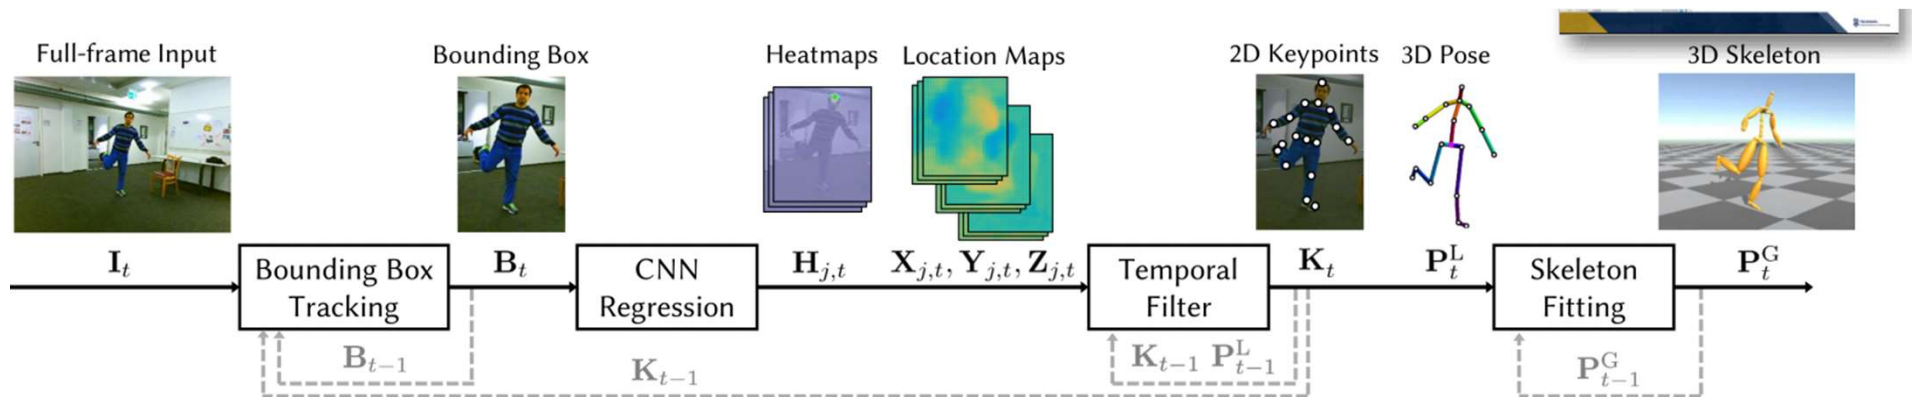 Full-frame Input
Bounding Box
Heatmaps
Location Maps
2D Keypoints
3D Pose
3D Skeleton
I_t
Bounding Box
Tracking
B_t
CNN
Regression
H_{j,t}
X_{j,t}, Y_{j,t}, Z_{j,t}
Temporal
Filter
K_t
P_t^L
Skeleton
Fitting
P_t^G
B_{t−1}
K_{t−1}
K_{t−1} P_{t−1}^L
P_{t−1}^G